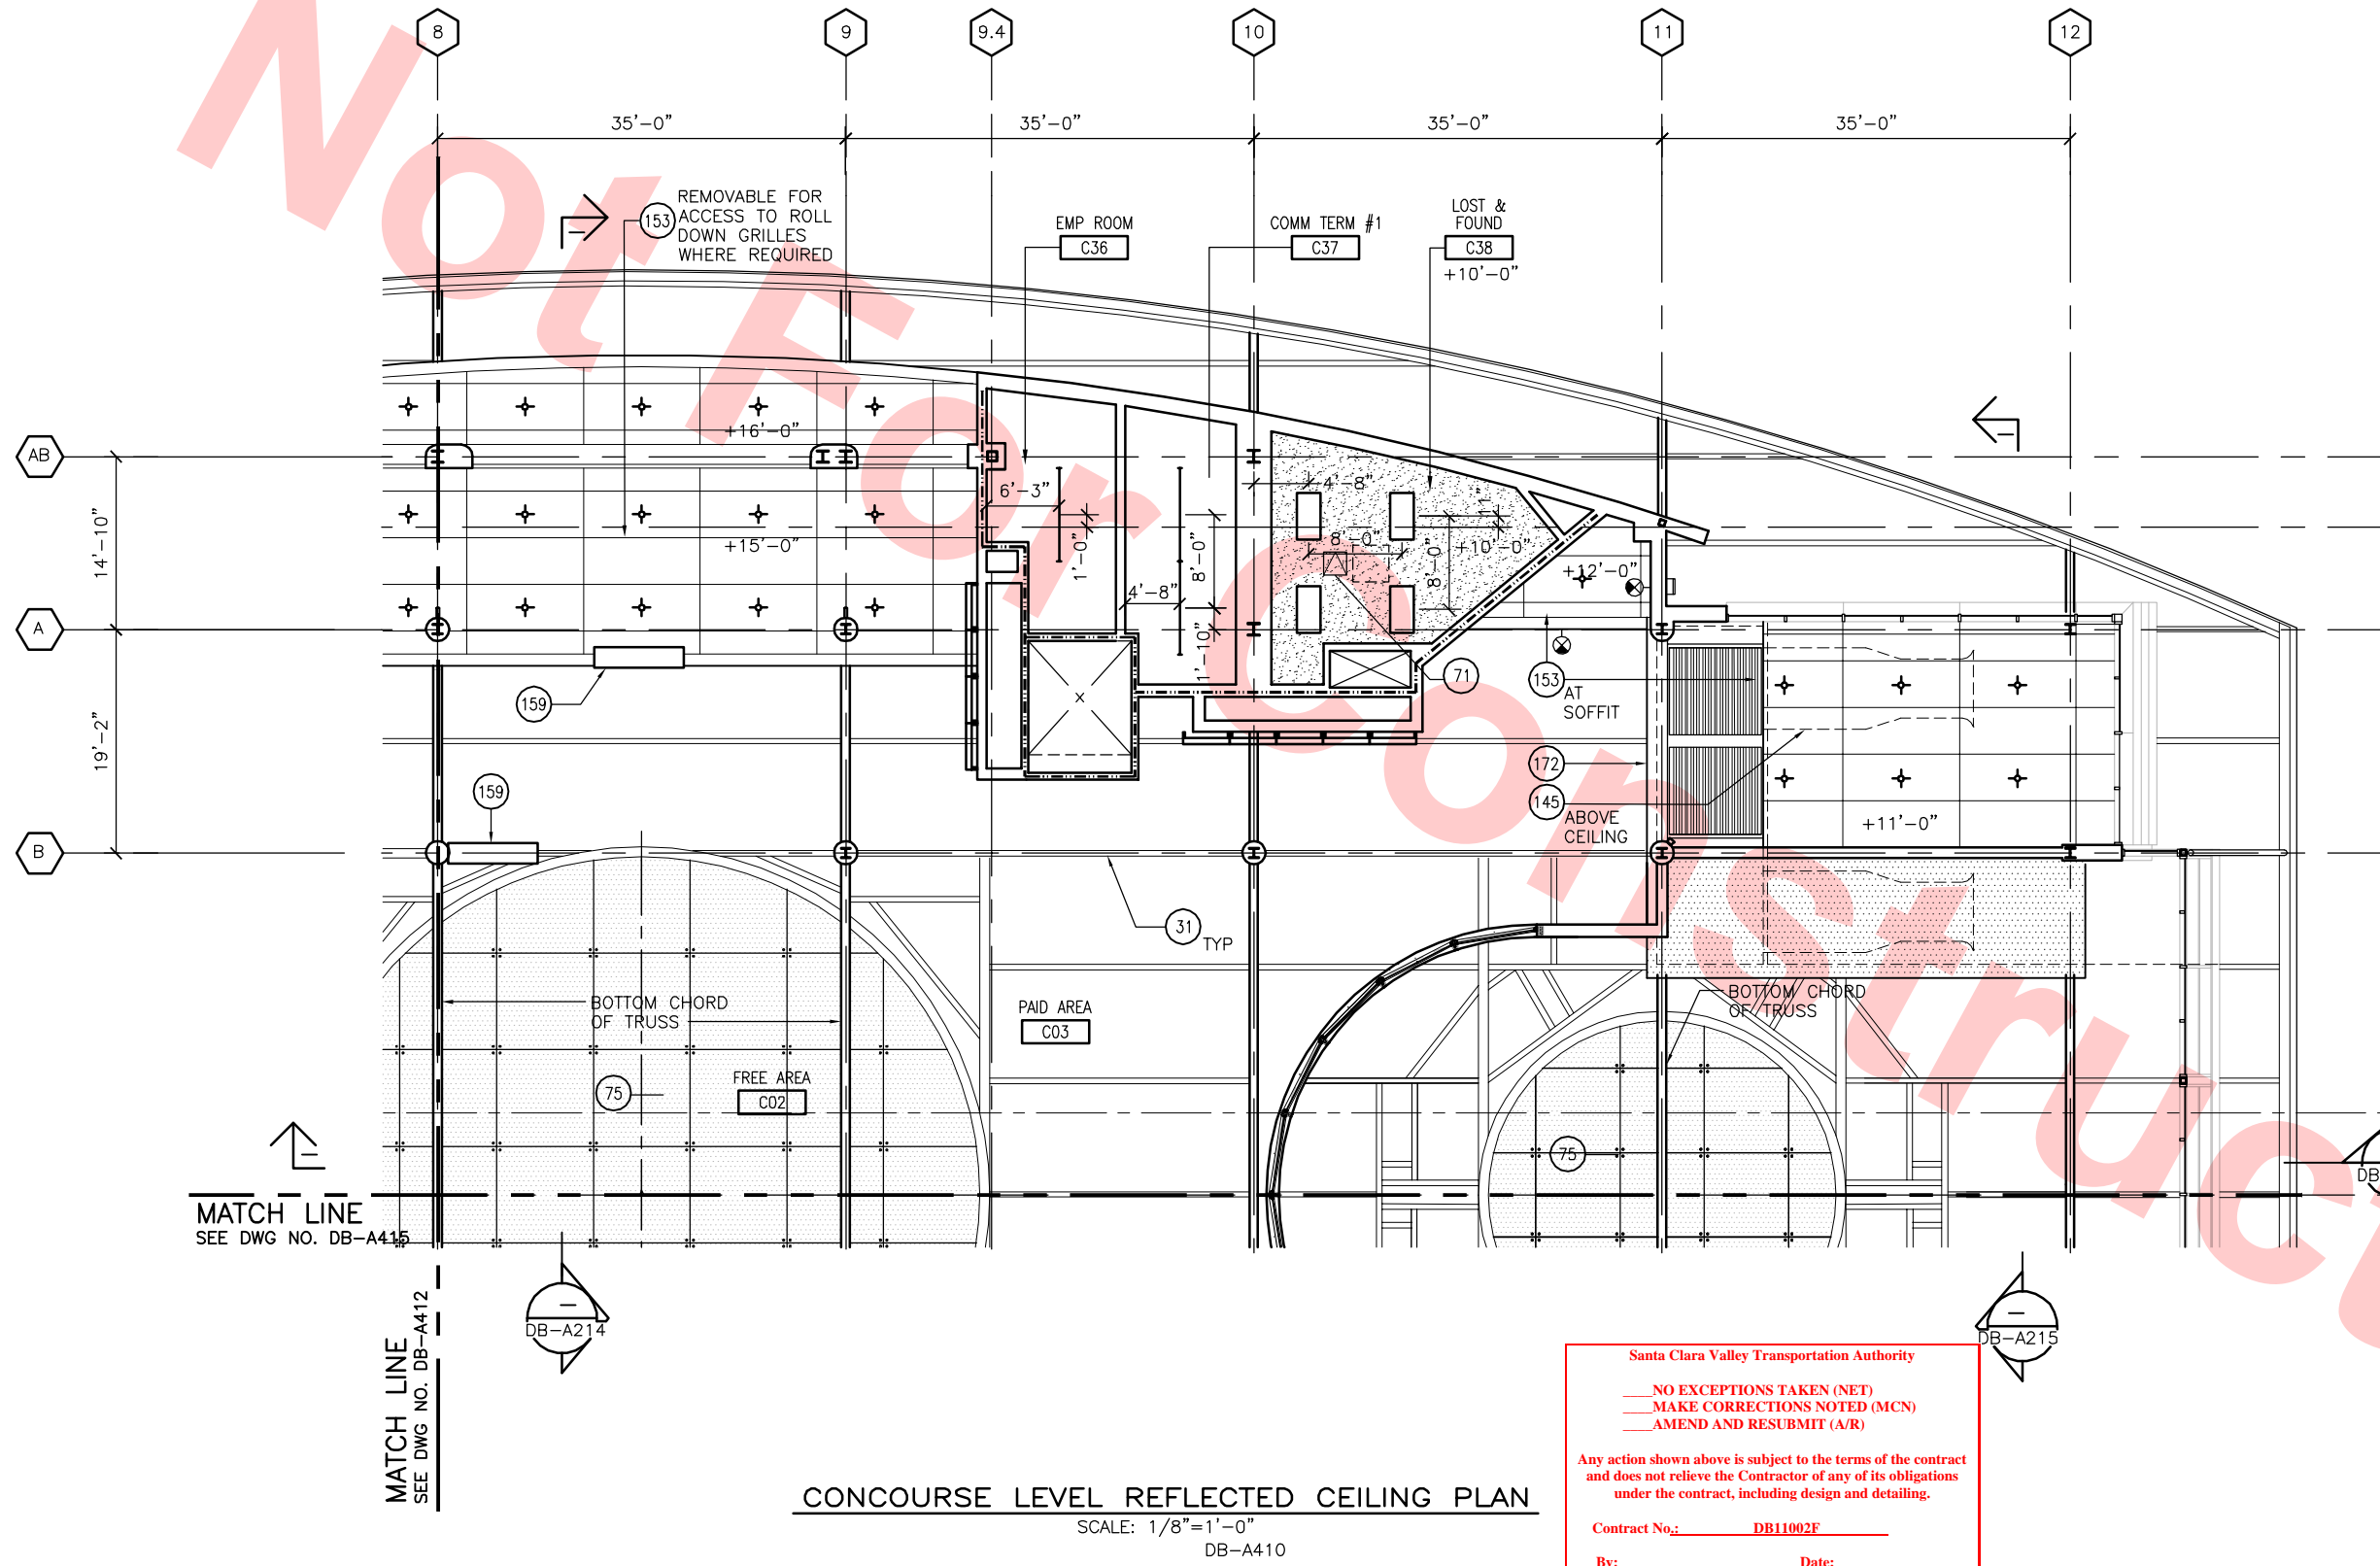 8
9
9.4
10
11
12
35'-0"
35'-0"
35'-0"
35'-0"
153
REMOVABLE FOR
ACCESS TO ROLL
DOWN GRILLES
WHERE REQUIRED
EMP ROOM
C36
COMM TERM #1
C37
LOST &
FOUND
C38
+10'-0"
AB
A
B
14'-10"
19'-2"
+16'-0"
+15'-0"
6'-3"
1'-0"
4'-8"
8'-0"
1'-10"
4'-8"
1"
8'-0"
+10'-0"
8'-0"
+12'-0"
X
71
153
AT
SOFFIT
172
145
ABOVE
CEILING
+11'-0"
159
159
31
TYP
BOTTOM CHORD
OF TRUSS
BOTTOM CHORD
OF TRUSS
PAID AREA
C03
FREE AREA
C02
75
75
MATCH LINE
SEE DWG NO. DB-A415
MATCH LINE
SEE DWG NO. DB-A412
DB-A214
DB-A215
DB
CONCOURSE LEVEL REFLECTED CEILING PLAN
SCALE: 1/8"=1'-0"
DB-A410
Santa Clara Valley Transportation Authority
____NO EXCEPTIONS TAKEN (NET)
____MAKE CORRECTIONS NOTED (MCN)
____AMEND AND RESUBMIT (A/R)
Any action shown above is subject to the terms of the contract
and does not relieve the Contractor of any of its obligations
under the contract, including design and detailing.
Contract No.: DB11002F
By: Date:
Not For Construct